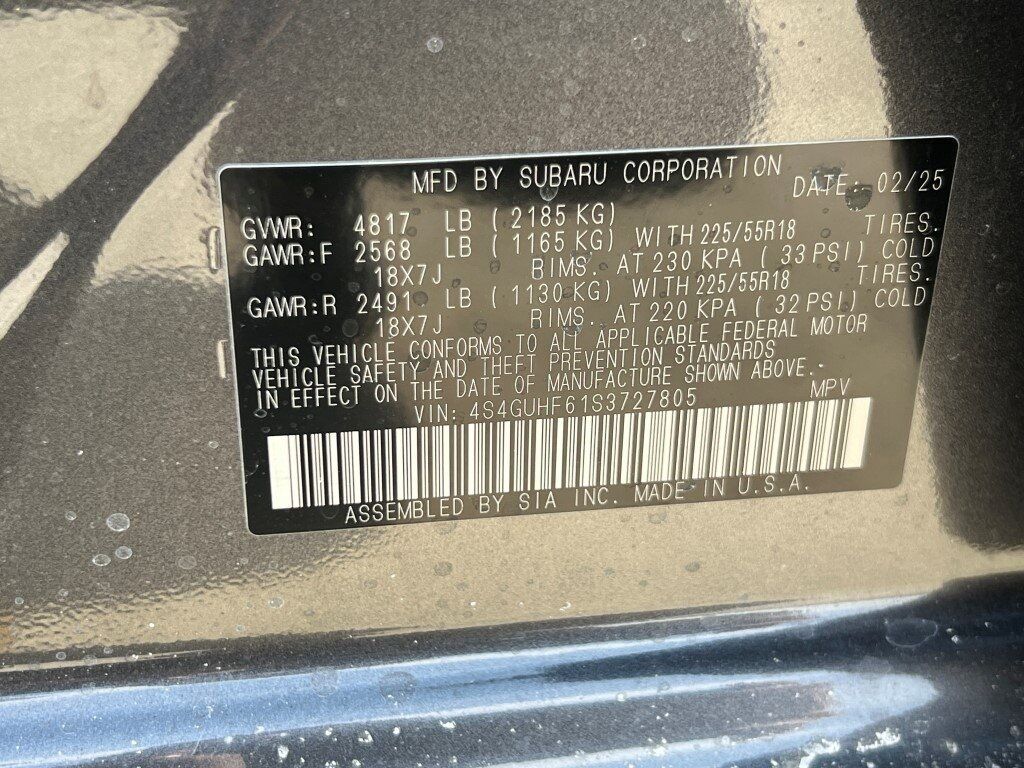 MFD BY SUBARU CORPORATION DATE: 02/25
GVWR: 4817 LB (2185 KG)
GAWR:F 2568 LB (1165 KG) WITH 225/55R18 TIRES.
18X7J RIMS. AT 230 KPA (33 PSI) COLD
GAWR:R 2491 LB (1130 KG) WITH 225/55R18 TIRES.
18X7J RIMS. AT 220 KPA (32 PSI) COLD
THIS VEHICLE CONFORMS TO ALL APPLICABLE FEDERAL MOTOR
VEHICLE SAFETY AND THEFT PREVENTION STANDARDS
IN EFFECT ON THE DATE OF MANUFACTURE SHOWN ABOVE.
VIN: 4S4GUHF61S3727805 MPV
ASSEMBLED BY SIA INC. MADE IN U.S.A.